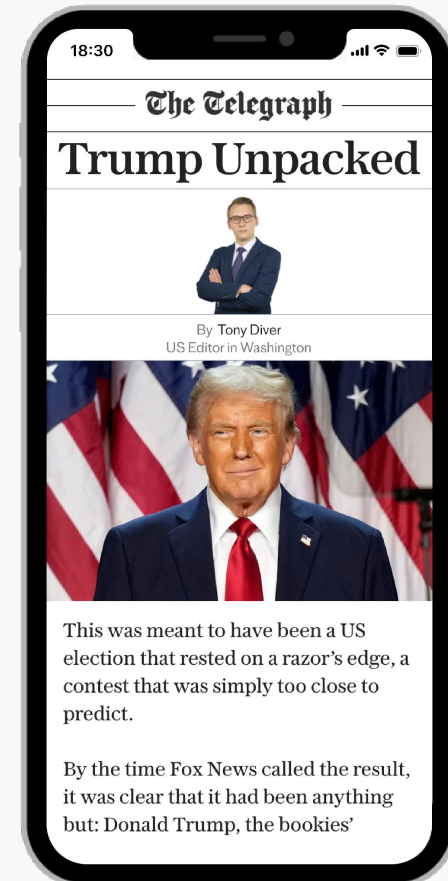 18:30
The Telegraph
Trump Unpacked
By Tony Diver
US Editor in Washington
This was meant to have been a US
election that rested on a razor’s edge, a
contest that was simply too close to
predict.
By the time Fox News called the result,
it was clear that it had been anything
but: Donald Trump, the bookies’